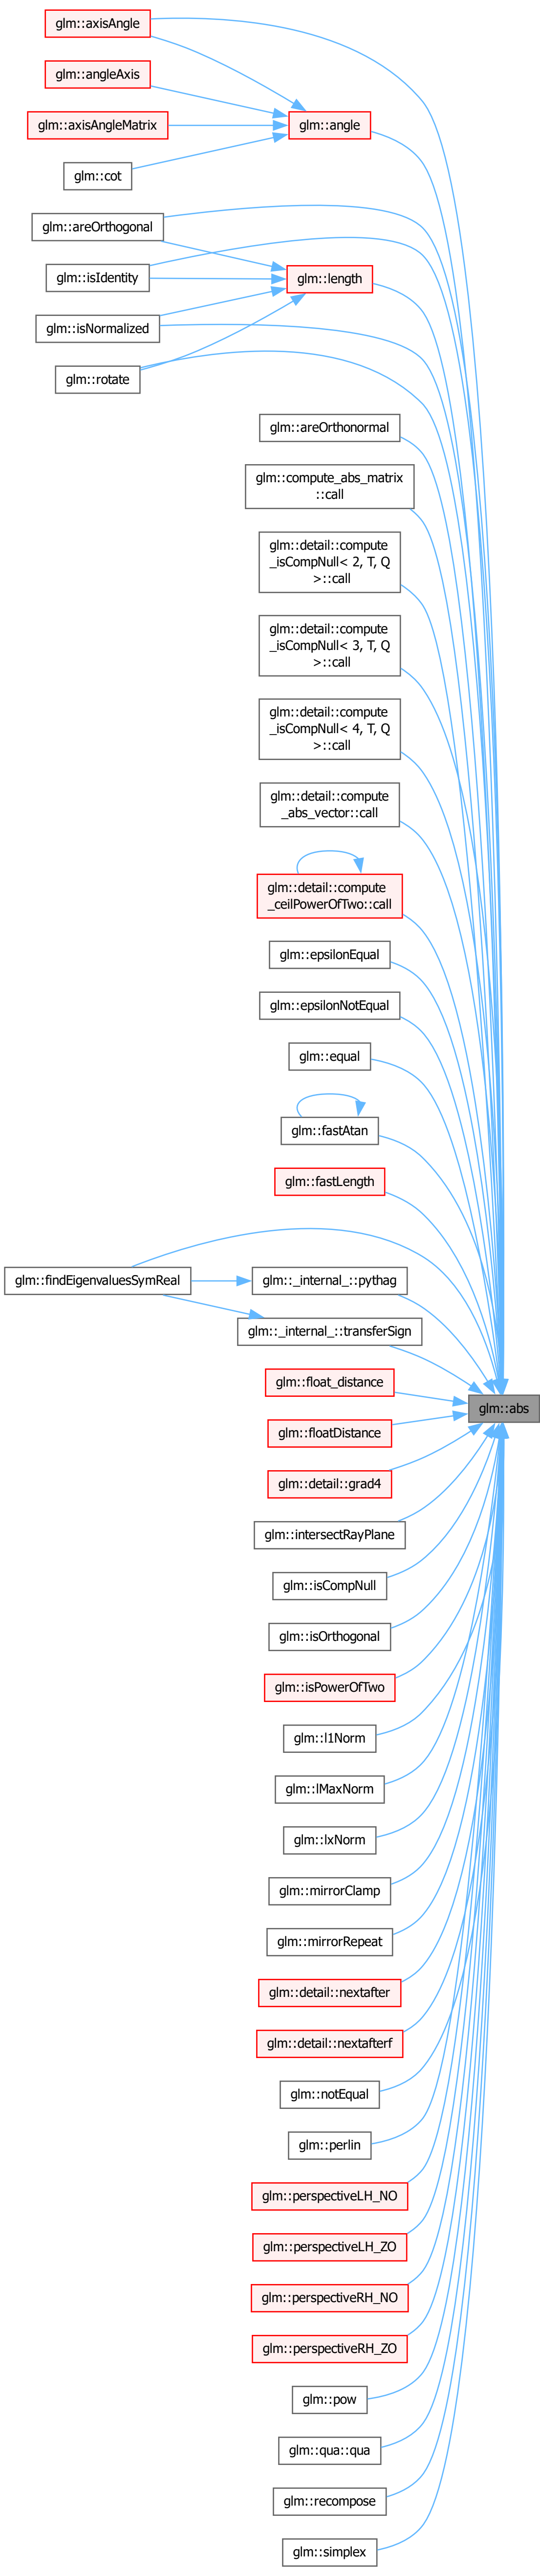 glm::axisAngle
glm::angleAxis
glm::axisAngleMatrix
glm::angle
glm::cot
glm::areOrthogonal
glm::isIdentity
glm::length
glm::isNormalized
glm::rotate
glm::areOrthonormal
glm::compute_abs_matrix
::call
glm::detail::compute
_isCompNull< 2, T, Q
>::call
glm::detail::compute
_isCompNull< 3, T, Q
>::call
glm::detail::compute
_isCompNull< 4, T, Q
>::call
glm::detail::compute
_abs_vector::call
glm::detail::compute
_ceilPowerOfTwo::call
glm::epsilonEqual
glm::epsilonNotEqual
glm::equal
glm::fastAtan
glm::fastLength
glm::findEigenvaluesSymReal
glm::_internal_::pythag
glm::_internal_::transferSign
glm::float_distance
glm::abs
glm::floatDistance
glm::detail::grad4
glm::intersectRayPlane
glm::isCompNull
glm::isOrthogonal
glm::isPowerOfTwo
glm::l1Norm
glm::lMaxNorm
glm::lxNorm
glm::mirrorClamp
glm::mirrorRepeat
glm::detail::nextafter
glm::detail::nextafterf
glm::notEqual
glm::perlin
glm::perspectiveLH_NO
glm::perspectiveLH_ZO
glm::perspectiveRH_NO
glm::perspectiveRH_ZO
glm::pow
glm::qua::qua
glm::recompose
glm::simplex